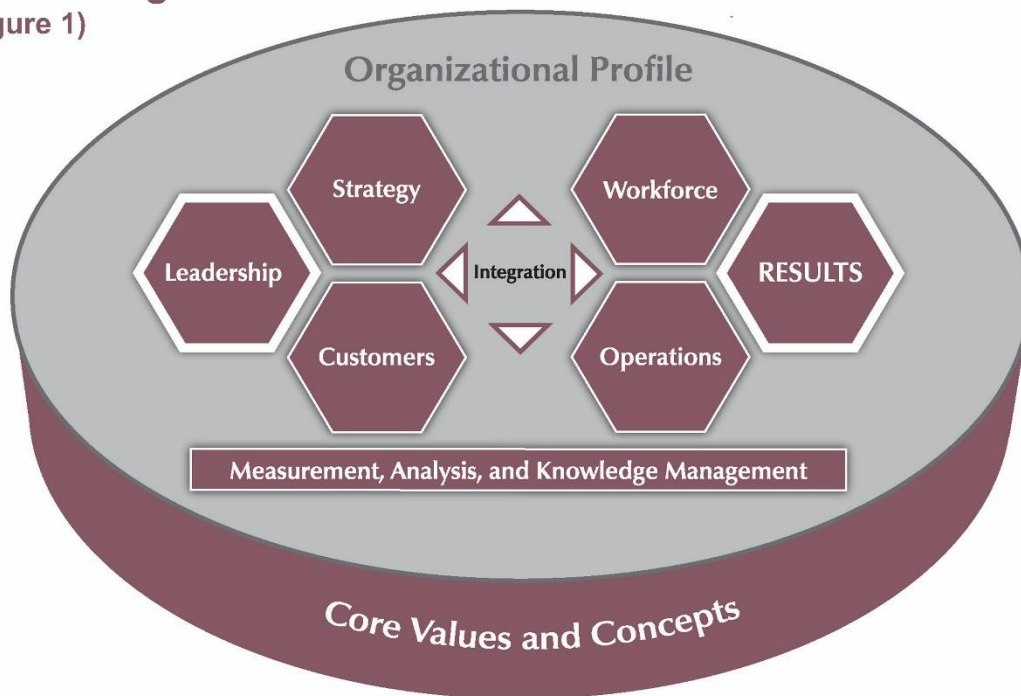 gure 1)
Organizational Profile
Strategy
Workforce
Leadership
Integration
RESULTS
Customers
Operations
Measurement, Analysis, and Knowledge Management
Core Values and Concepts